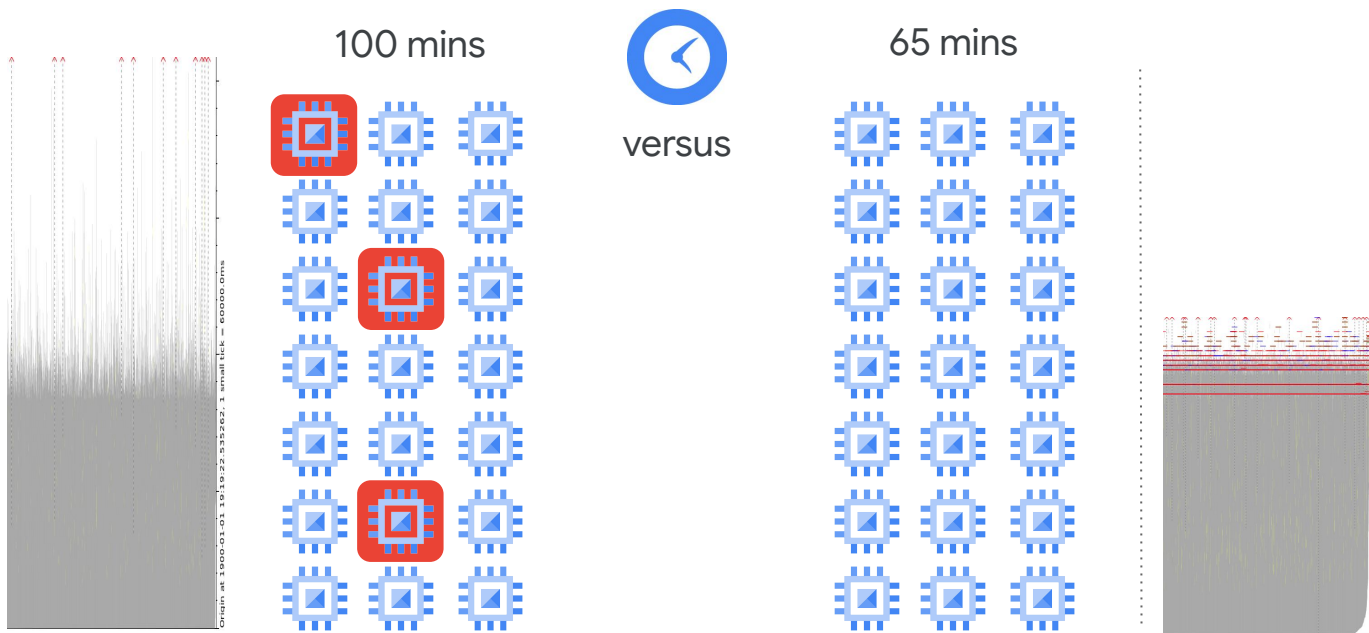 100 mins
versus
65 mins
Origin at 1900-01-01 19:19:22.535262, 1 small tick = 60000.0ms